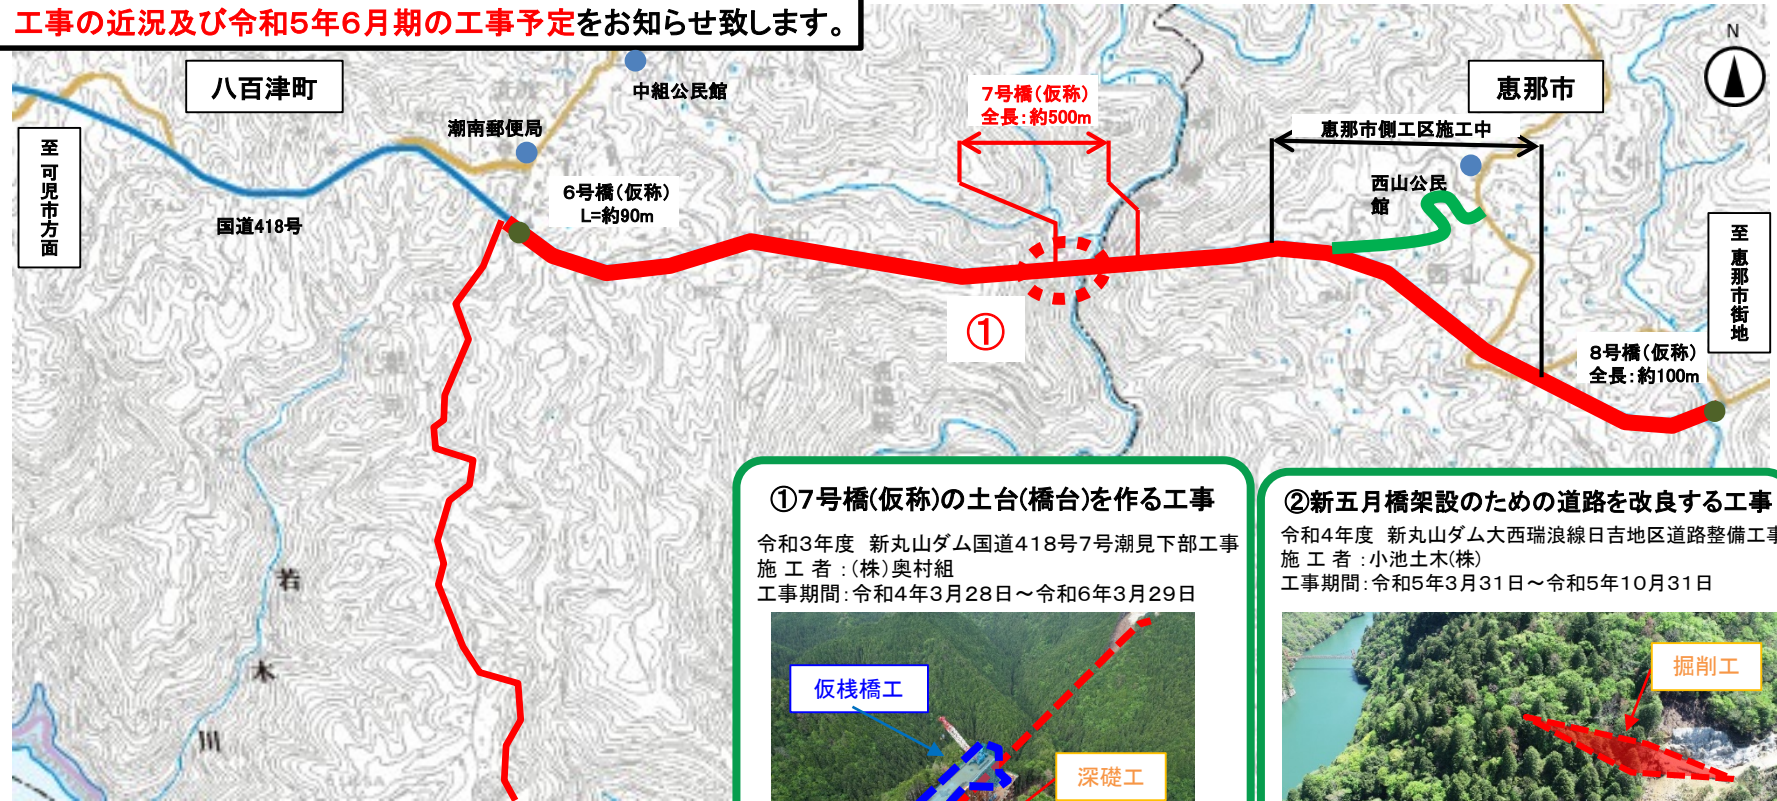 工事の近況及び令和5年6月期の工事予定をお知らせ致します。
八百津町
中組公民館
潮南郵便局
至 可児市方面
国道418号
6号橋(仮称)
L=約90m
7号橋(仮称)
全長:約500m
恵那市
N
恵那市側工区施工中
西山公民
館
至 恵那市街地
8号橋(仮称)
全長:約100m
①
若
木
川
①7号橋(仮称)の土台(橋台)を作る工事
令和3年度 新丸山ダム国道418号7号潮見下部工事
施 工 者 :(株)奥村組
工事期間:令和4年3月28日～令和6年3月29日
仮桟橋工
深礎工
②新五月橋架設のための道路を改良する工事
令和4年度 新丸山ダム大西瑞浪線日吉地区道路整備工事
施 工 者 :小池土木(株)
工事期間:令和5年3月31日～令和5年10月31日
掘削工